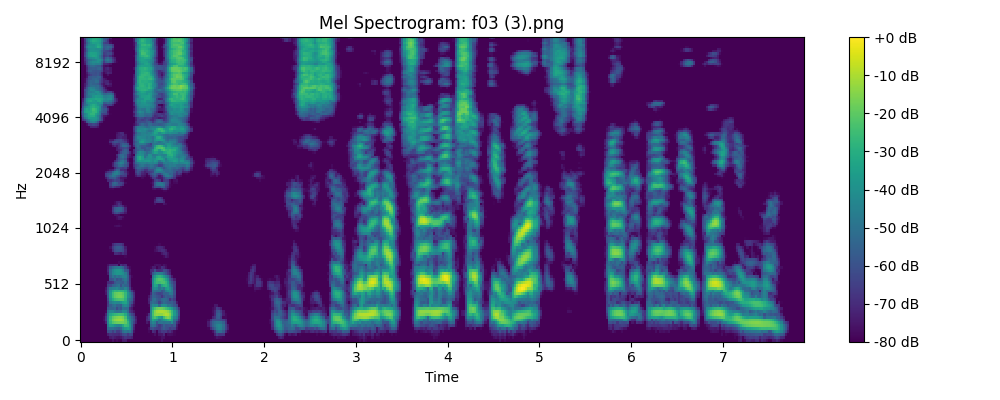 Mel Spectrogram: f03 (3).png
8192
4096
2048
1024
512
0
Hz
0 1 2 3 4 5 6 7
Time
+0 dB
-10 dB
-20 dB
-30 dB
-40 dB
-50 dB
-60 dB
-70 dB
-80 dB